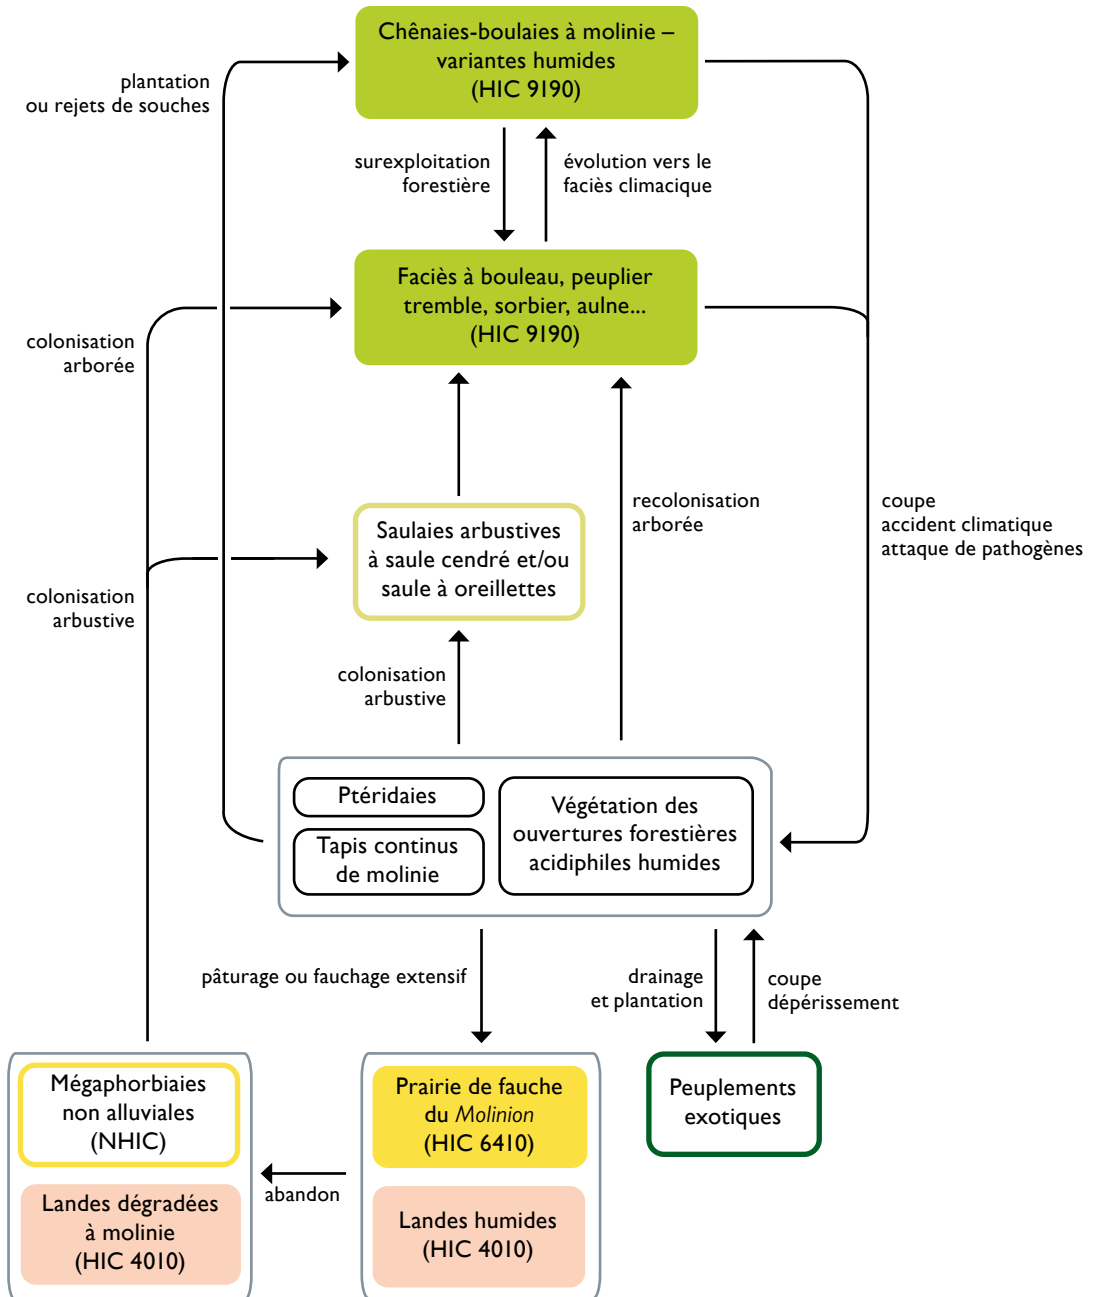 Chênaies-boulaies à molinie –
variantes humides
(HIC 9190)
plantation
ou rejets de souches
surexploitation
forestière
évolution vers le
faciès climacique
Faciès à bouleau, peuplier
tremble, sorbier, aulne...
(HIC 9190)
colonisation
arborée
recolonisation
arborée
coupe
accident climatique
attaque de pathogènes
Saulaies arbustives
à saule cendré et/ou
saule à oreillettes
colonisation
arbustive
colonisation
arbustive
Ptéridaies
Tapis continus
de molinie
Végétation des
ouvertures forestières
acidiphiles humides
pâturage ou fauchage extensif
drainage
et plantation
coupe
dépérissement
Mégaphorbiaies
non alluviales
(NHIC)
Landes dégradées
à molinie
(HIC 4010)
abandon
Prairie de fauche
du Molinion
(HIC 6410)
Landes humides
(HIC 4010)
Peuplements
exotiques